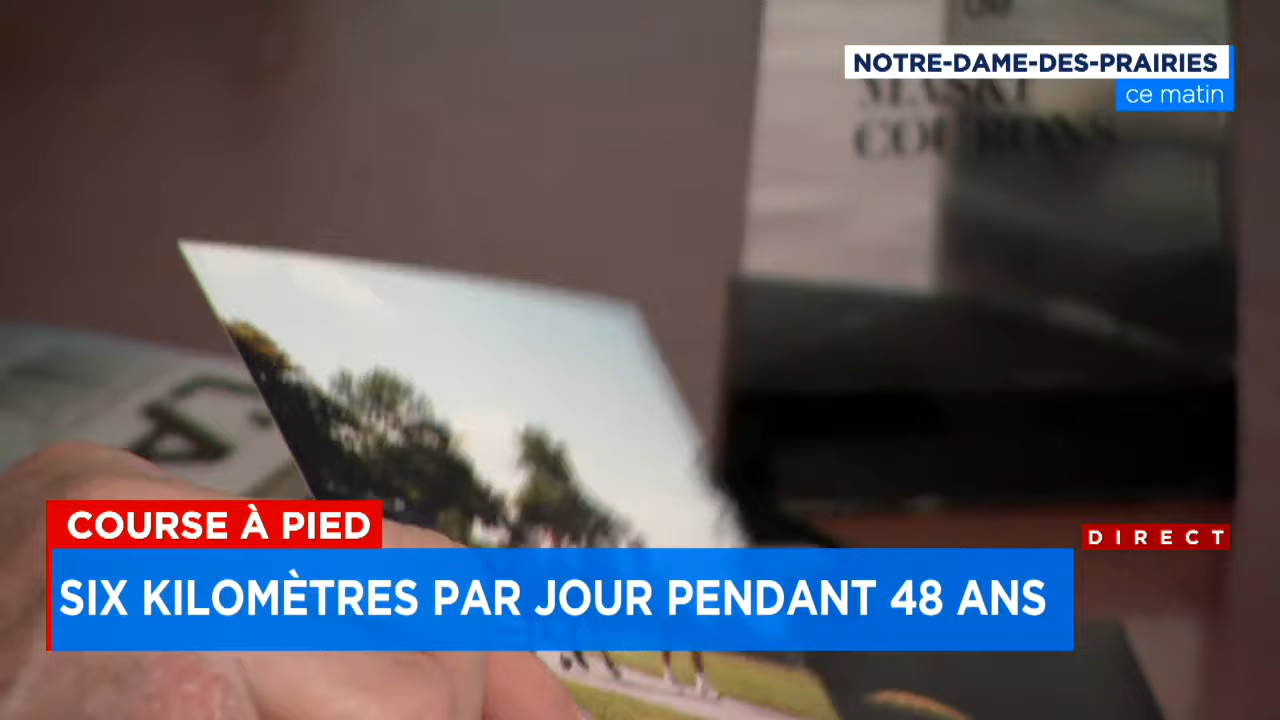 NOTRE-DAME-DES-PRAIRIES
ce matin
COURSE À PIED
DIRECT
SIX KILOMÈTRES PAR JOUR PENDANT 48 ANS